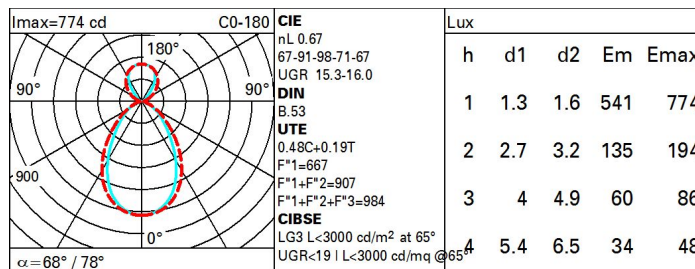 Imax=774 cd C0-180
180°
90° 90°
900
0°
α=68° / 78°
CIE
nL 0.67
67-91-98-71-67
UGR 15.3-16.0
DIN
B.53
UTE
0.48C+0.19T
F"1=667
F"1+F"2=907
F"1+F"2+F"3=984
CIBSE
LG3 L<3000 cd/m² at 65°
UGR<19 | L<3000 cd/mq @65°
Lux
h d1 d2 Em Emax
1 1.3 1.6 541 774
2 2.7 3.2 135 194
3 4 4.9 60 86
4 5.4 6.5 34 48